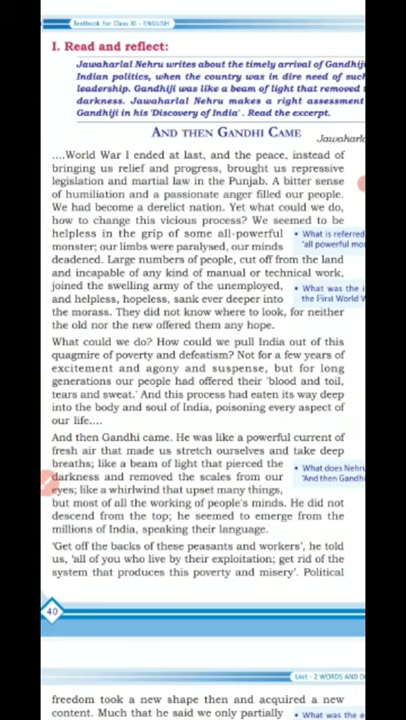 Textbook for Class XI - ENGLISH
I. Read and reflect:
Jawaharlal Nehru writes about the timely arrival of Gandhiji
Indian politics, when the country was in dire need of such
leadership. Gandhiji was like a beam of light that removed
darkness. Jawaharlal Nehru makes a right assessment
Gandhiji in his 'Discovery of India'. Read the excerpt.
AND THEN GANDHI CAME
Jawaharlal
....World War I ended at last, and the peace, instead of
bringing us relief and progress, brought us repressive
legislation and martial law in the Punjab. A bitter sense
of humiliation and a passionate anger filled our people.
We had become a derelict nation. Yet what could we do,
how to change this vicious process? We seemed to be
helpless in the grip of some all-powerful
monster; our limbs were paralysed, our minds
deadened. Large numbers of people, cut off from the land
and incapable of any kind of manual or technical work,
joined the swelling army of the unemployed,
and helpless, hopeless, sank ever deeper into
the morass. They did not know where to look, for neither
the old nor the new offered them any hope.
• What is referred
'all powerful mo
• What was the i
the First World W
What could we do? How could we pull India out of this
quagmire of poverty and defeatism? Not for a few years of
excitement and agony and suspense, but for long
generations our people had offered their 'blood and toil,
tears and sweat.' And this process had eaten its way deep
into the body and soul of India, poisoning every aspect of
our life....
And then Gandhi came. He was like a powerful current of
fresh air that made us stretch ourselves and take deep
breaths; like a beam of light that pierced the
darkness and removed the scales from our
eyes; like a whirlwind that upset many things,
but most of all the working of people's minds. He did not
descend from the top; he seemed to emerge from the
millions of India, speaking their language.
• What does Nehr
'And then Gandh
'Get off the backs of these peasants and workers', he told
us, 'all of you who live by their exploitation; get rid of the
system that produces this poverty and misery'. Political
40
Unit - 2 WORDS AND
freedom took a new shape then and acquired a new
content. Much that he said we only partially
• What was the e